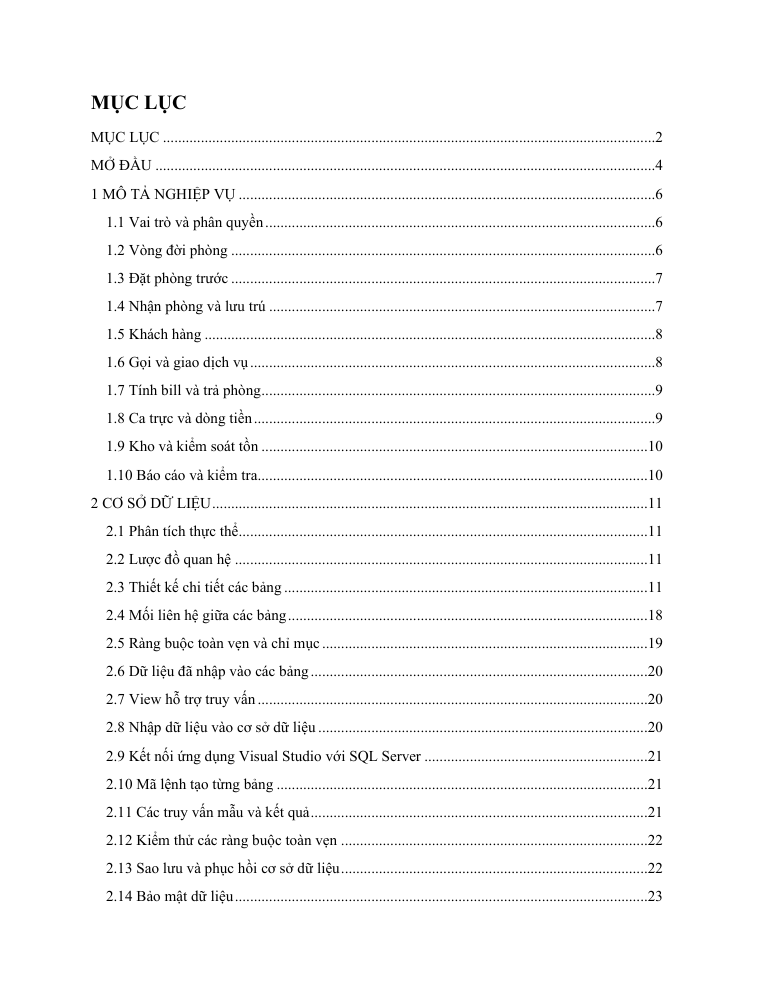 MỤC LỤC
MỤC LỤC ........................................................................................................2
MỞ ĐẦU ........................................................................................................4
1 MÔ TẢ NGHIỆP VỤ ........................................................................................................6
1.1 Vai trò và phân quyền........................................................................................................6
1.2 Vòng đời phòng ........................................................................................................6
1.3 Đặt phòng trước ........................................................................................................7
1.4 Nhận phòng và lưu trú ........................................................................................................7
1.5 Khách hàng ........................................................................................................8
1.6 Gọi và giao dịch vụ........................................................................................................8
1.7 Tính bill và trả phòng........................................................................................................9
1.8 Ca trực và dòng tiền........................................................................................................9
1.9 Kho và kiểm soát tồn ........................................................................................................10
1.10 Báo cáo và kiểm tra........................................................................................................10
2 CƠ SỞ DỮ LIỆU........................................................................................................11
2.1 Phân tích thực thể........................................................................................................11
2.2 Lược đồ quan hệ ........................................................................................................11
2.3 Thiết kế chi tiết các bảng ........................................................................................................11
2.4 Mối liên hệ giữa các bảng........................................................................................................18
2.5 Ràng buộc toàn vẹn và chỉ mục ........................................................................................................19
2.6 Dữ liệu đã nhập vào các bảng........................................................................................................20
2.7 View hỗ trợ truy vấn ........................................................................................................20
2.8 Nhập dữ liệu vào cơ sở dữ liệu ........................................................................................................20
2.9 Kết nối ứng dụng Visual Studio với SQL Server ........................................................................................................21
2.10 Mã lệnh tạo từng bảng ........................................................................................................21
2.11 Các truy vấn mẫu và kết quả........................................................................................................21
2.12 Kiểm thử các ràng buộc toàn vẹn ........................................................................................................22
2.13 Sao lưu và phục hồi cơ sở dữ liệu........................................................................................................22
2.14 Bảo mật dữ liệu........................................................................................................23